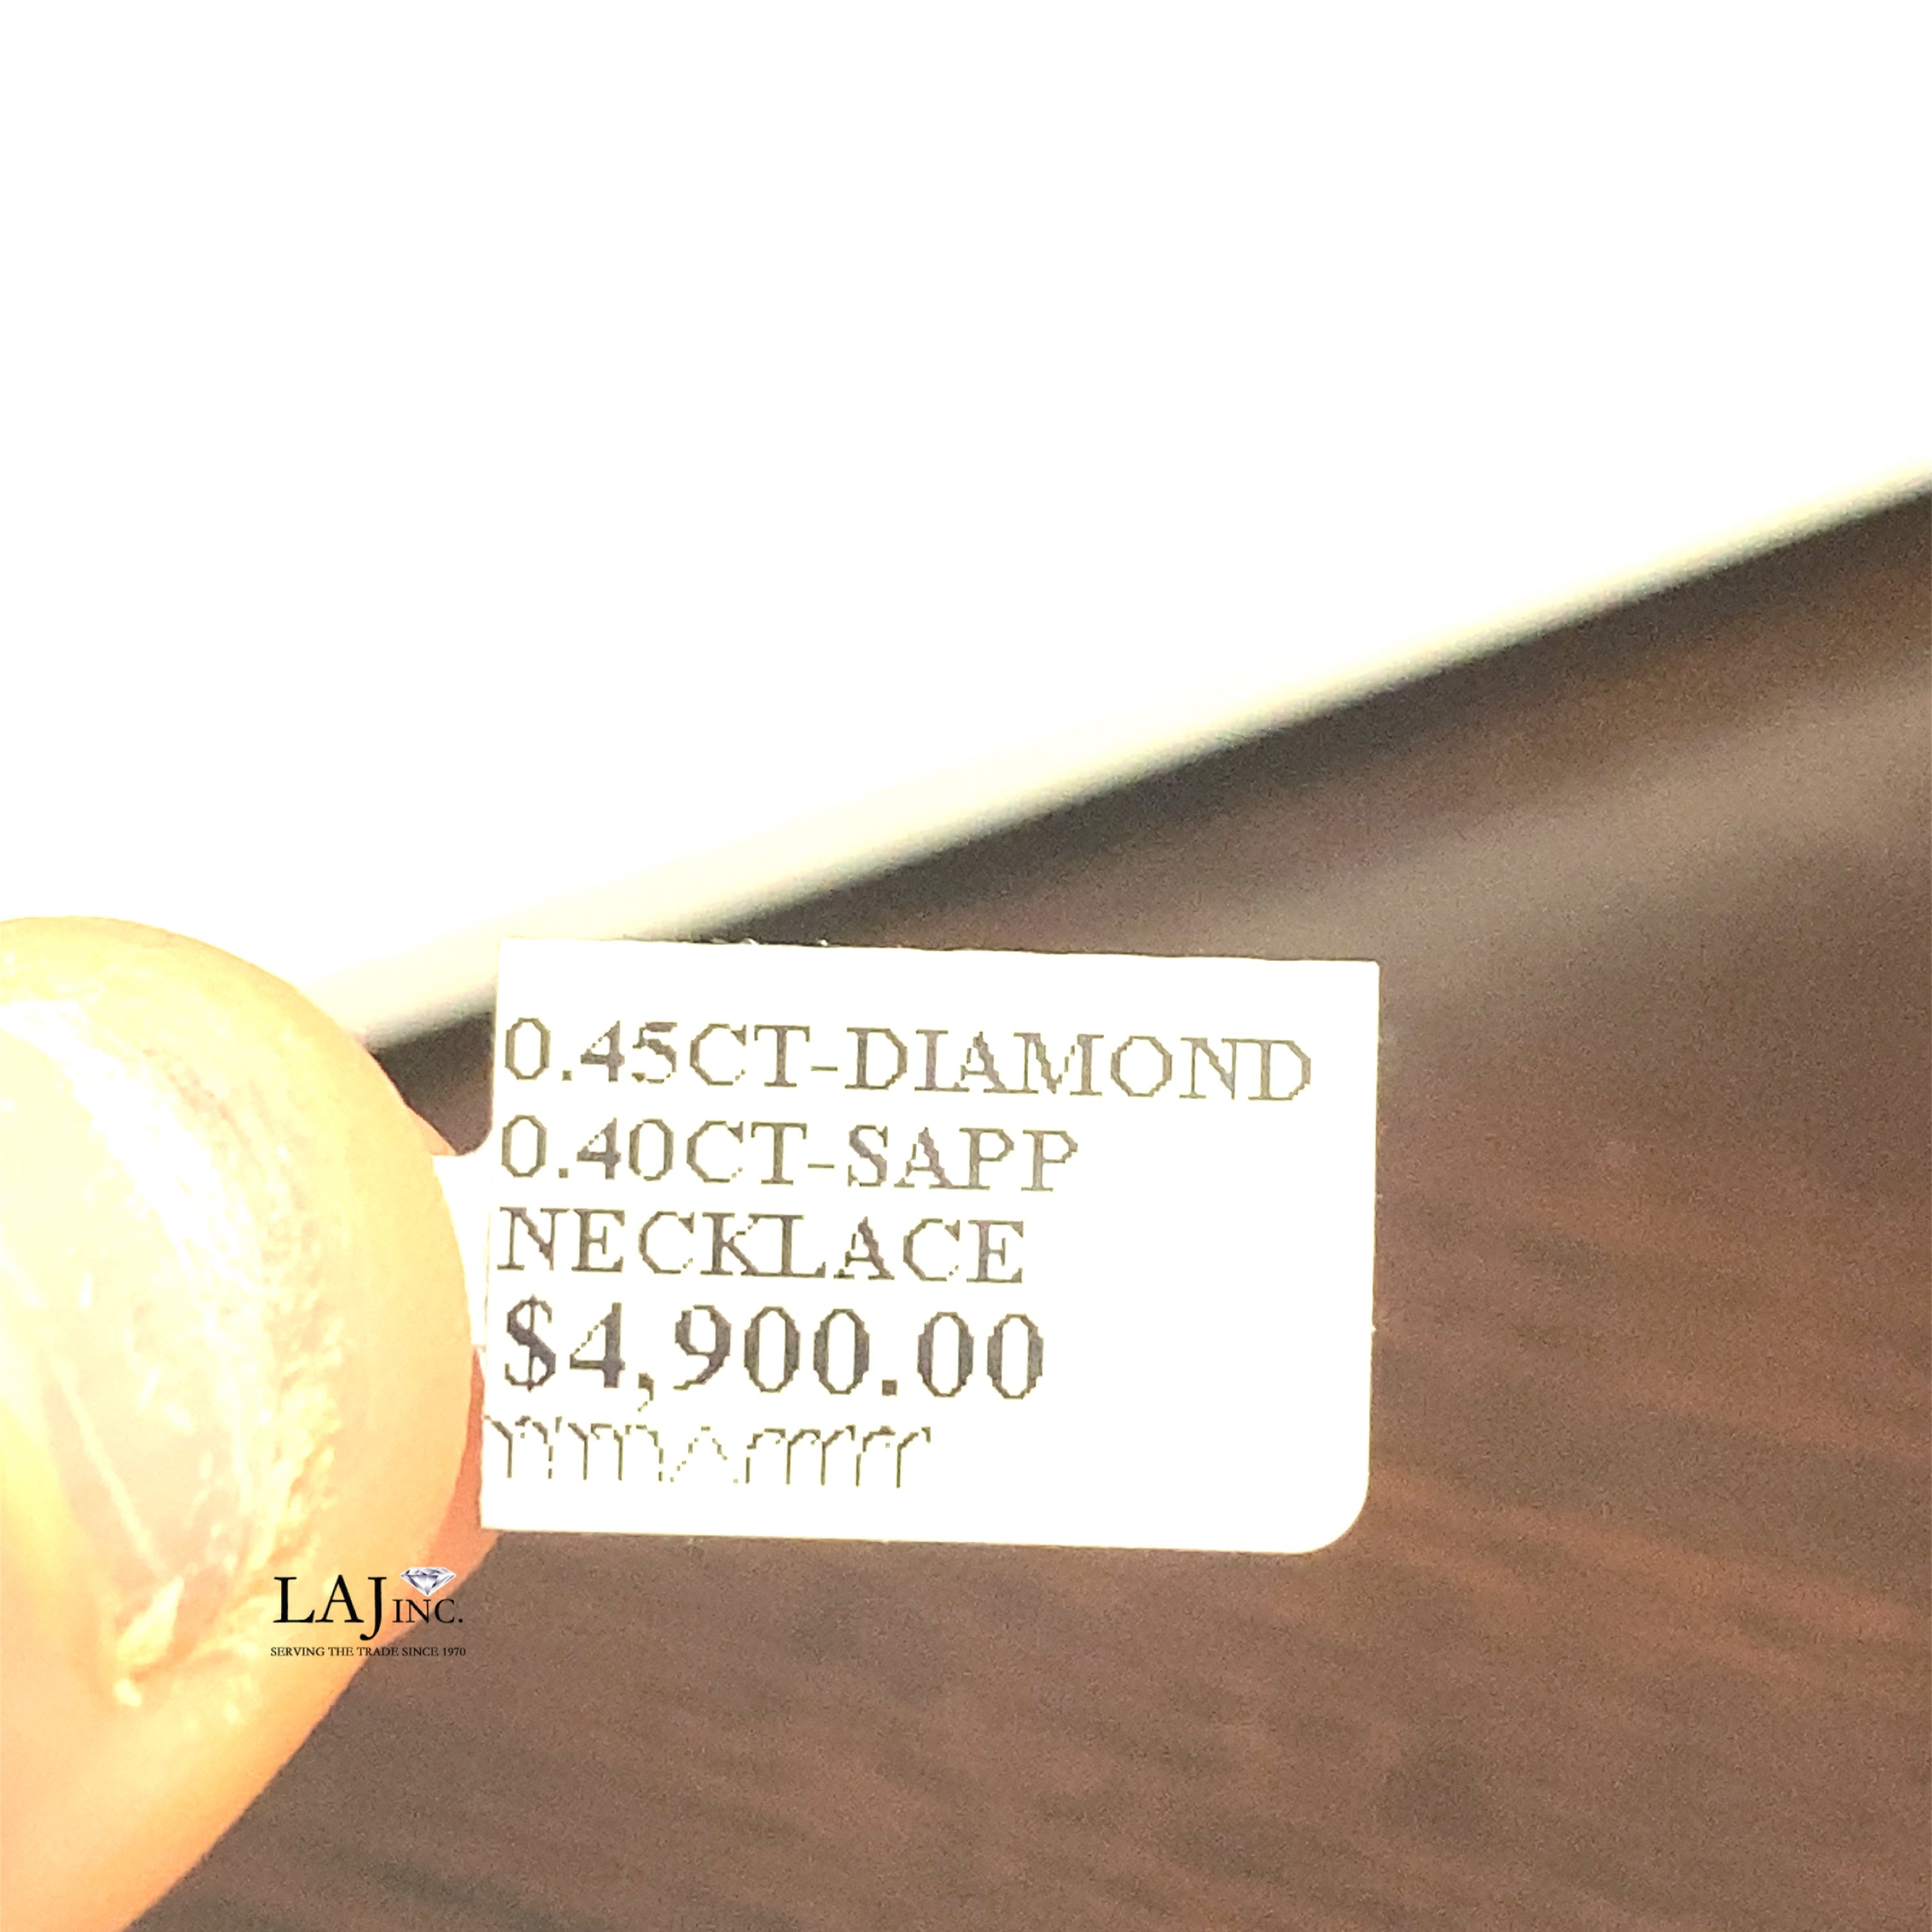 0.45CT-DIAMOND
0.40CT-SAPP
NECKLACE
$4,900.00
LAJ INC.
SERVING THE TRADE SINCE 1970